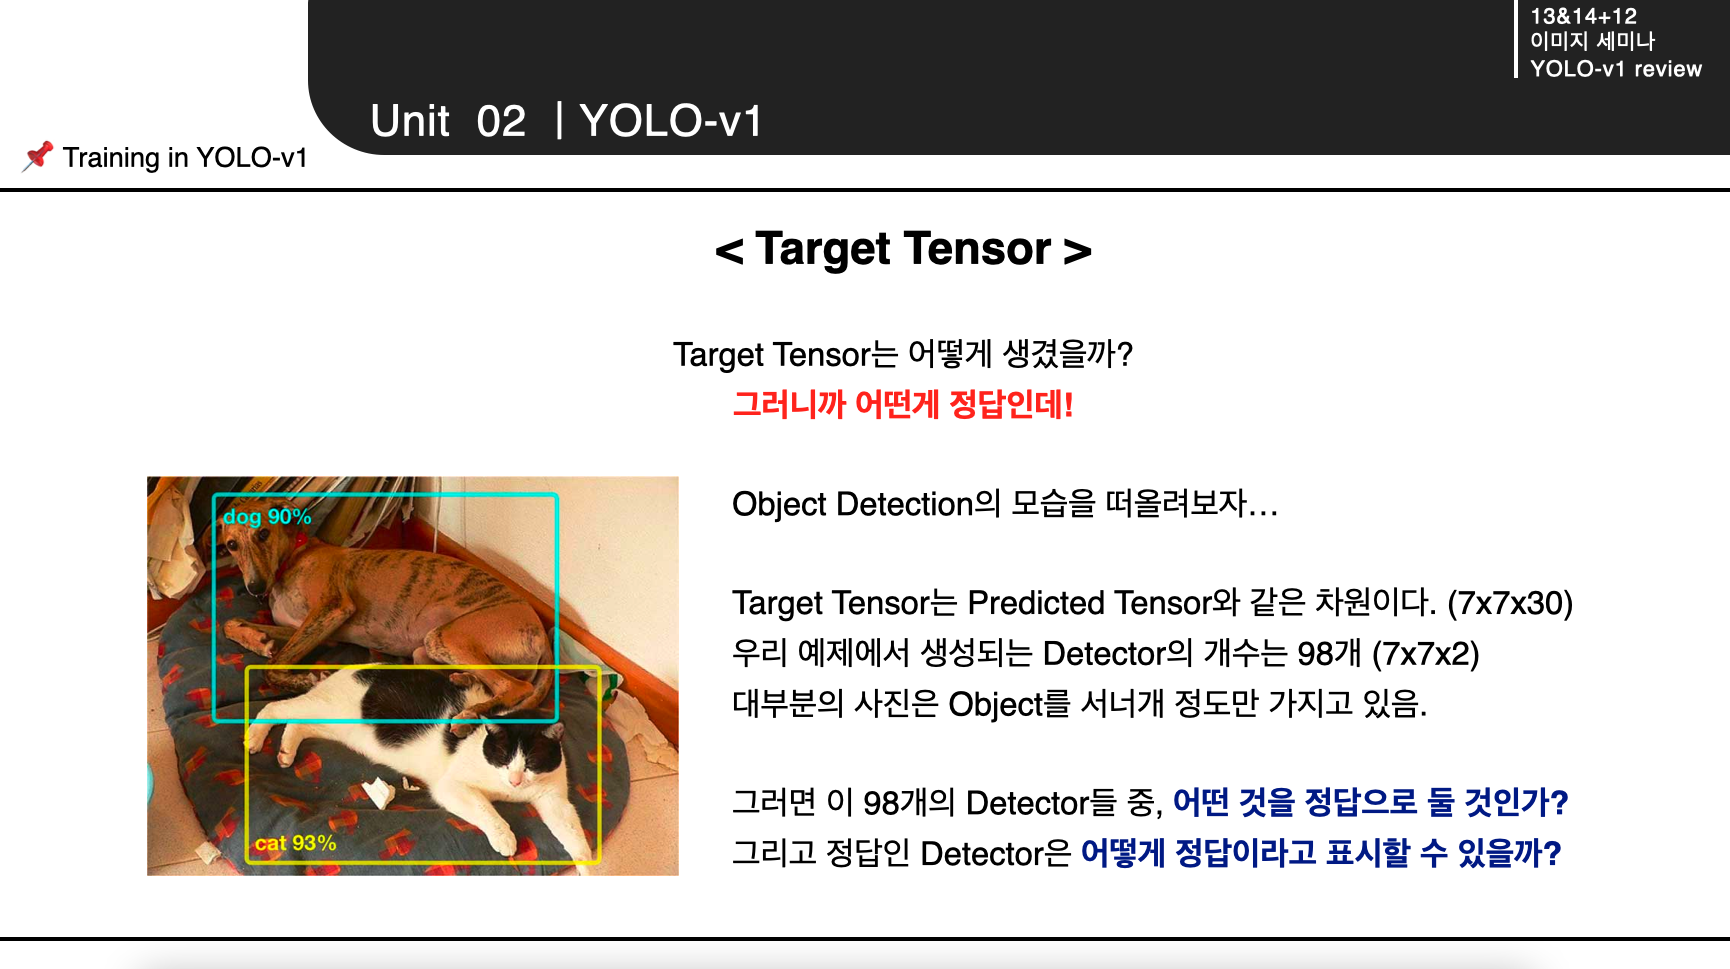 13&14+12
이미지 세미나
YOLO-v1 review
Unit 02 | YOLO-v1
📌 Training in YOLO-v1
< Target Tensor >
Target Tensor는 어떻게 생겼을까?
그러니까 어떤게 정답인데!
Object Detection의 모습을 떠올려보자...
dog 90%
cat 93%
Target Tensor는 Predicted Tensor와 같은 차원이다. (7x7x30)
우리 예제에서 생성되는 Detector의 개수는 98개 (7x7x2)
대부분의 사진은 Object를 서너개 정도만 가지고 있음.
그러면 이 98개의 Detector들 중, 어떤 것을 정답으로 둘 것인가?
그리고 정답인 Detector은 어떻게 정답이라고 표시할 수 있을까?